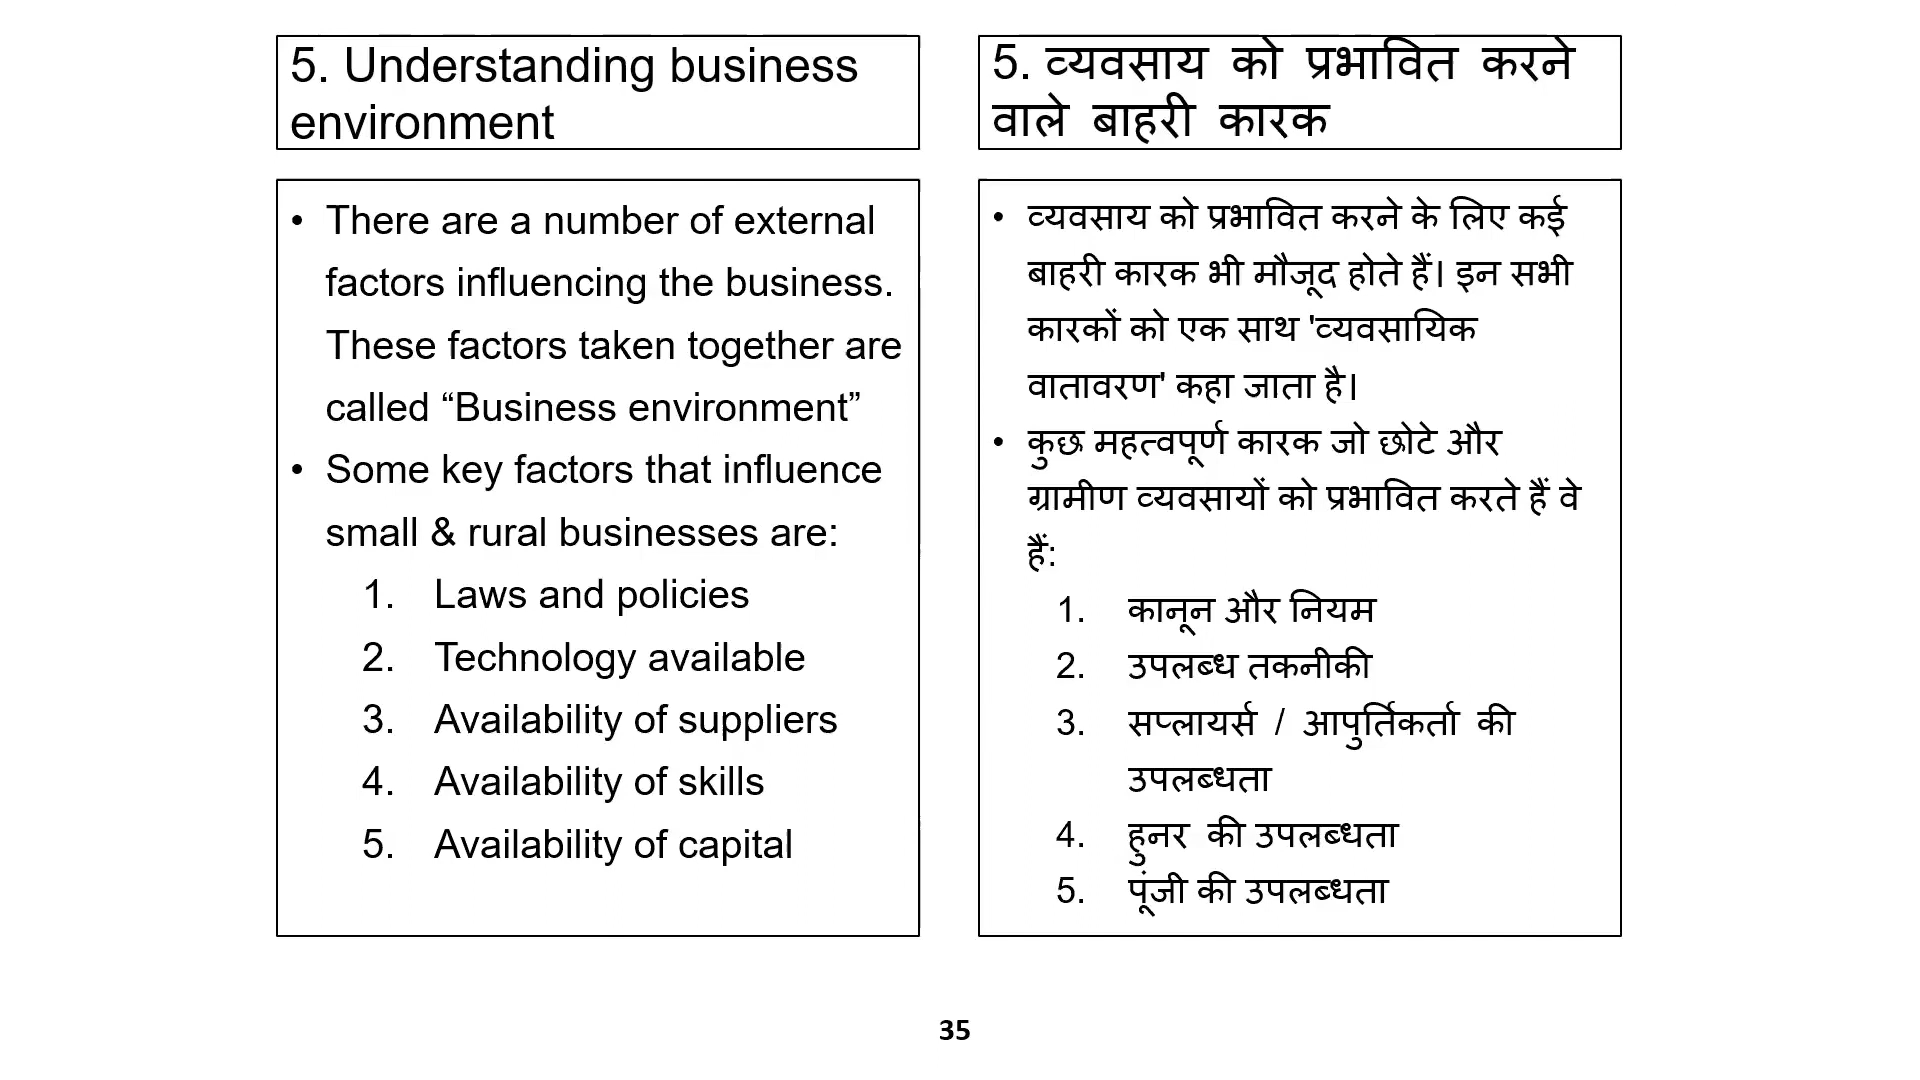 5. Understanding business
environment
• There are a number of external
factors influencing the business.
These factors taken together are
called “Business environment”
• Some key factors that influence
small & rural businesses are:
1. Laws and policies
2. Technology available
3. Availability of suppliers
4. Availability of skills
5. Availability of capital
5. व्यवसाय को प्रभावित करने
वाले बाहरी कारक
• व्यवसाय को प्रभावित करने के लिए कई
बाहरी कारक भी मौजूद होते हैं। इन सभी
कारकों को एक साथ 'व्यवसायिक
वातावरण' कहा जाता है।
• कुछ महत्वपूर्ण कारक जो छोटे और
ग्रामीण व्यवसायों को प्रभावित करते हैं वे
हैं:
1. कानून और नियम
2. उपलब्ध तकनीकी
3. सप्लायर्स / आपुर्तिकर्ता की
उपलब्धता
4. हुनर की उपलब्धता
5. पूंजी की उपलब्धता
35